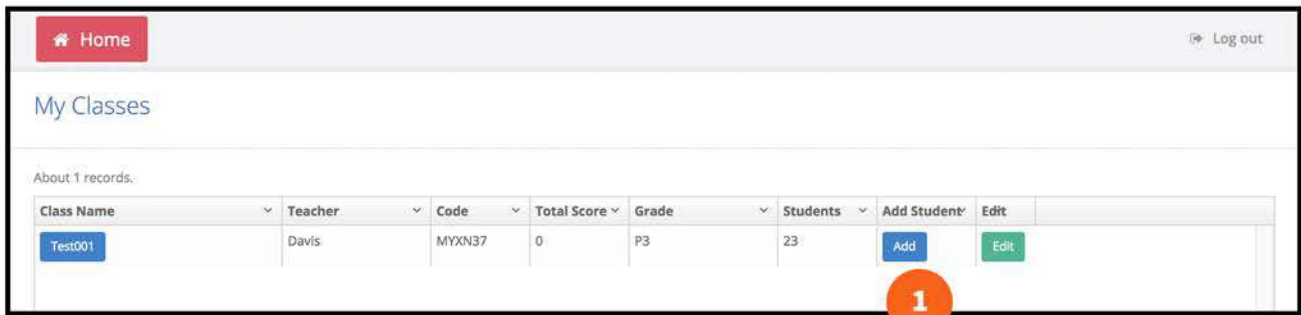 Home Log out
My Classes
About 1 records.
Class Name Teacher Code Total Score Grade Students Add Student Edit
Test001 Davis MYXN37 0 P3 23 Add Edit
1